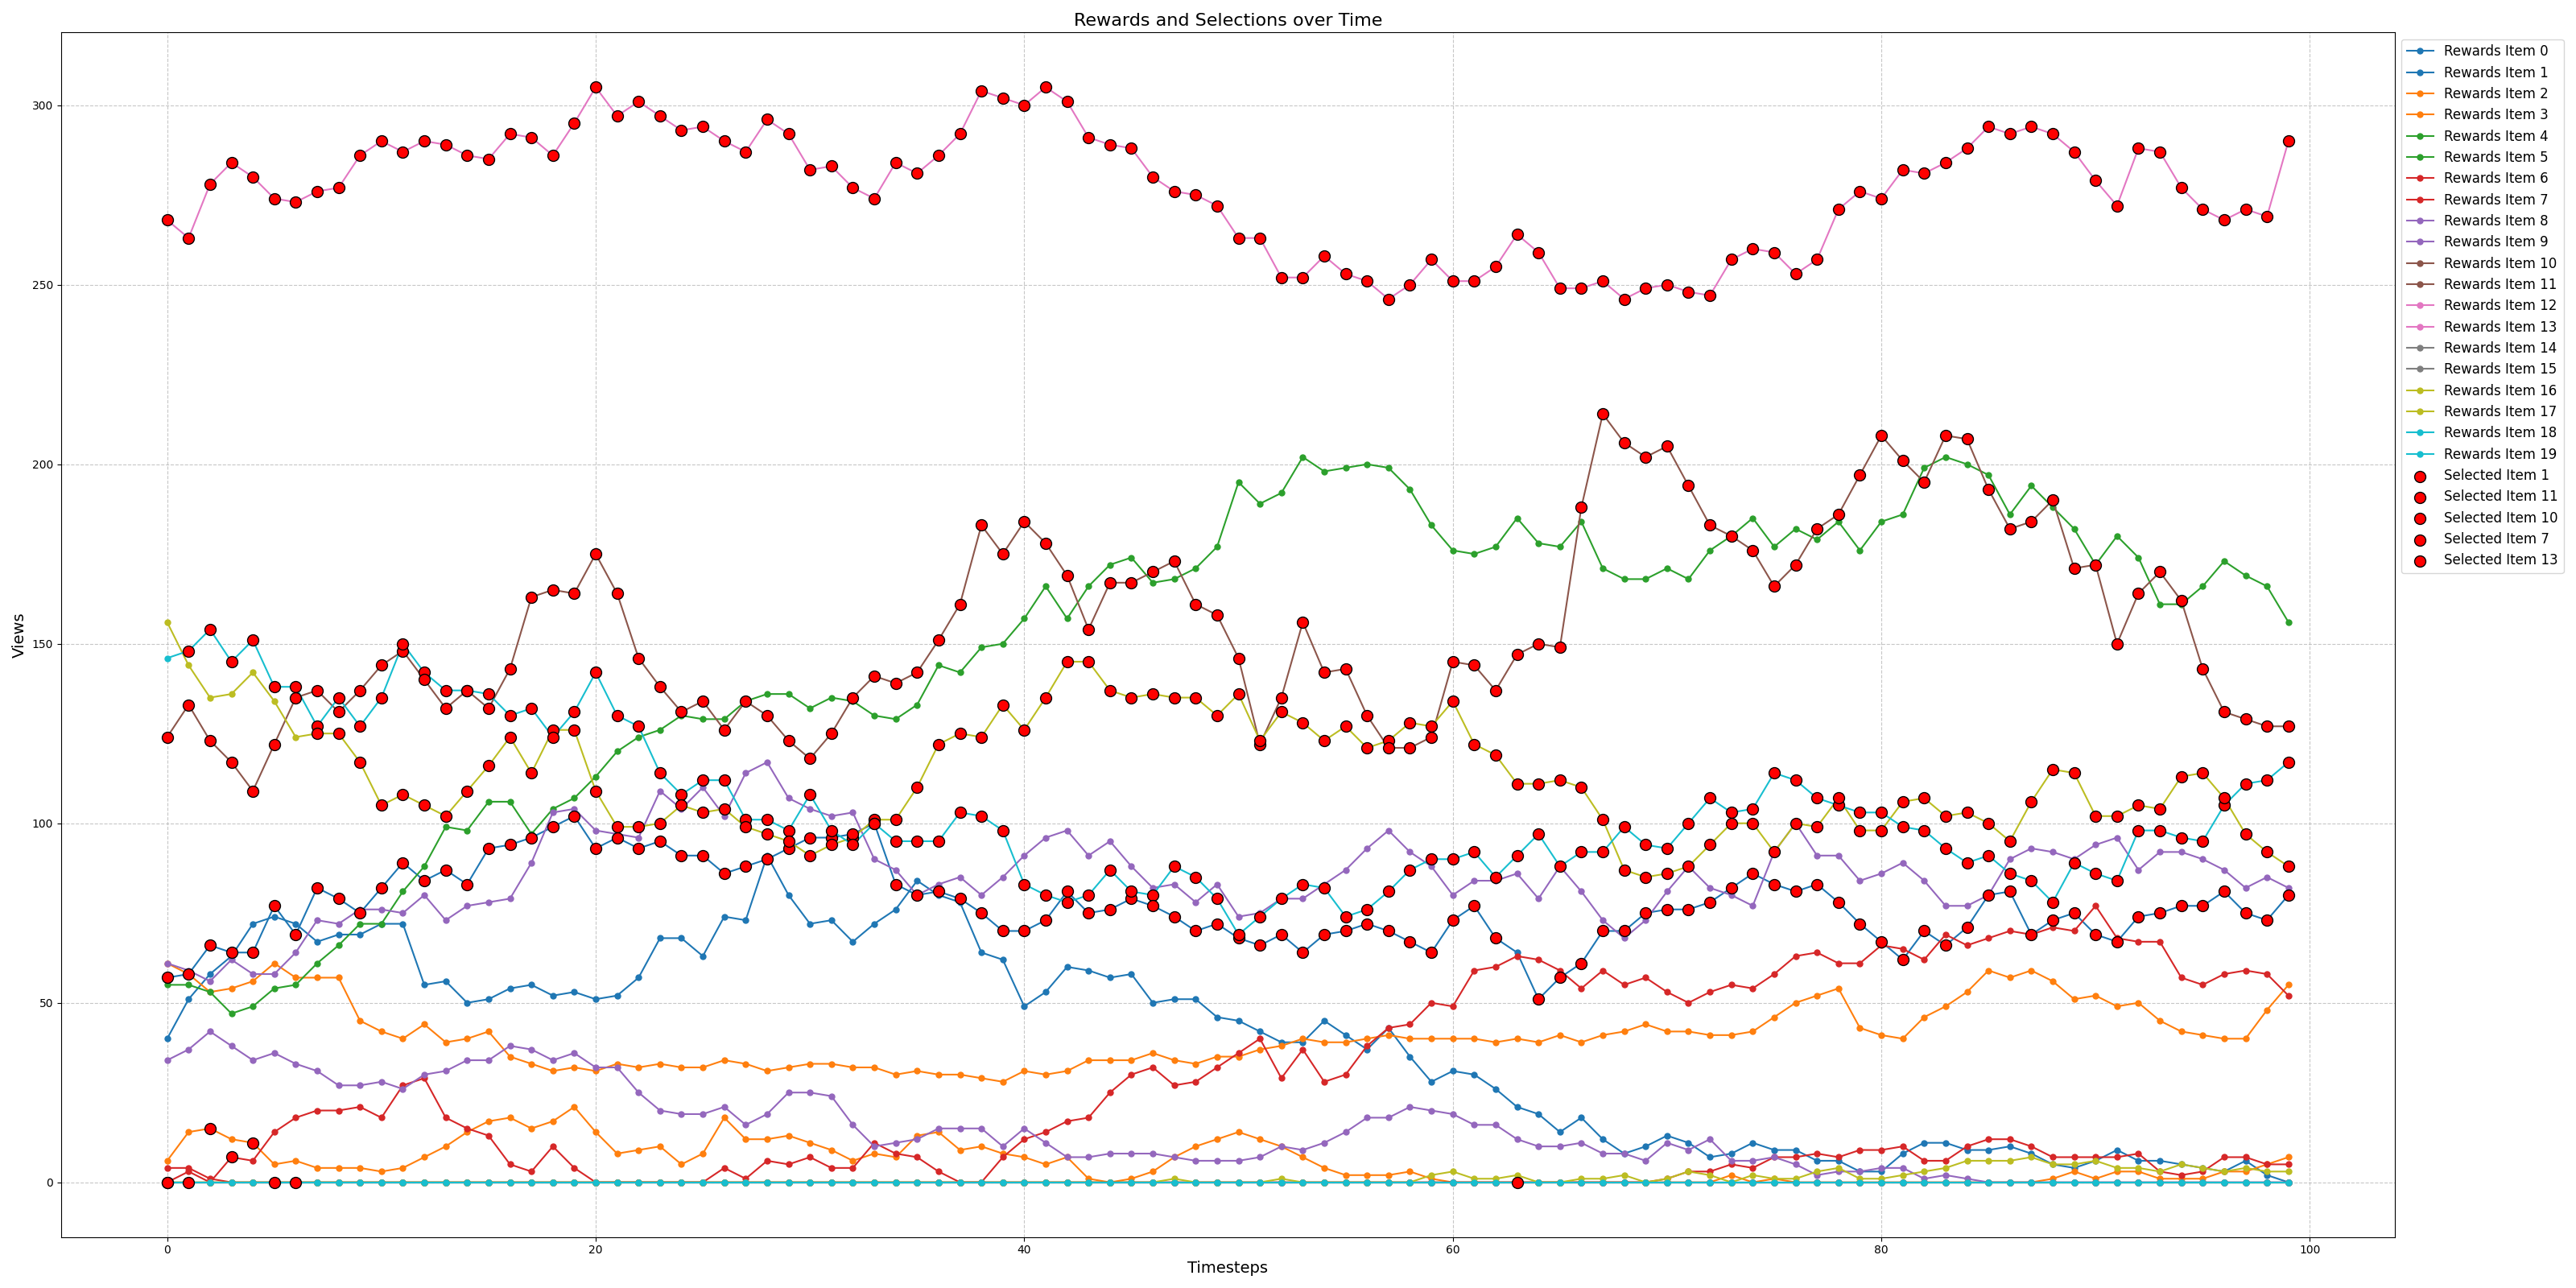 Rewards and Selections over Time
Views
300
250
200
150
100
50
0
0
20
40
60
80
100
Timesteps
Rewards Item 0
Rewards Item 1
Rewards Item 2
Rewards Item 3
Rewards Item 4
Rewards Item 5
Rewards Item 6
Rewards Item 7
Rewards Item 8
Rewards Item 9
Rewards Item 10
Rewards Item 11
Rewards Item 12
Rewards Item 13
Rewards Item 14
Rewards Item 15
Rewards Item 16
Rewards Item 17
Rewards Item 18
Rewards Item 19
Selected Item 1
Selected Item 11
Selected Item 10
Selected Item 7
Selected Item 13